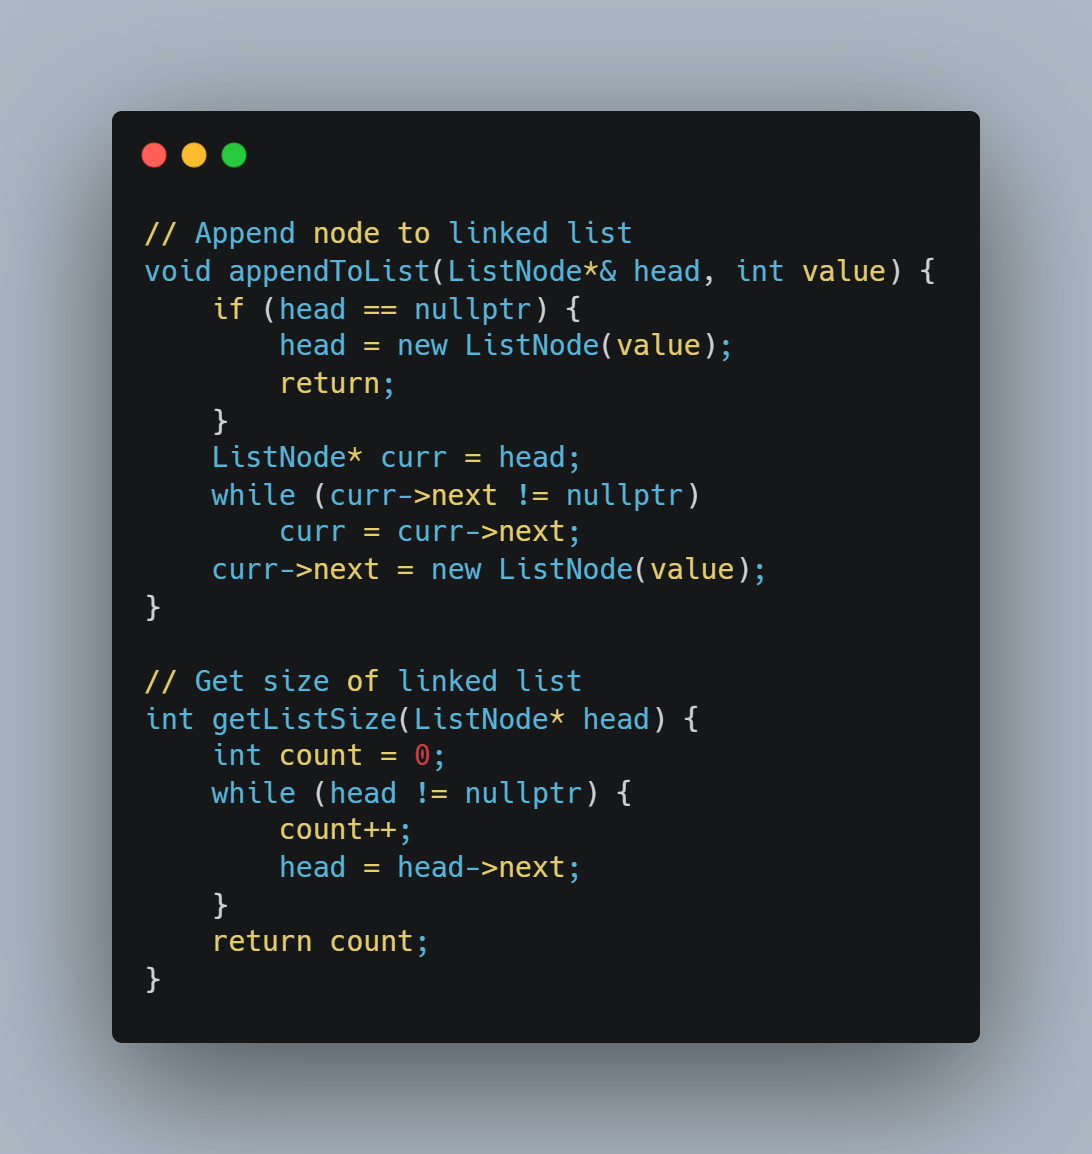 // Append node to linked list
void appendToList(ListNode*& head, int value) {
    if (head == nullptr) {
        head = new ListNode(value);
        return;
    }
    ListNode* curr = head;
    while (curr->next != nullptr)
        curr = curr->next;
    curr->next = new ListNode(value);
}

// Get size of linked list
int getListSize(ListNode* head) {
    int count = 0;
    while (head != nullptr) {
        count++;
        head = head->next;
    }
    return count;
}